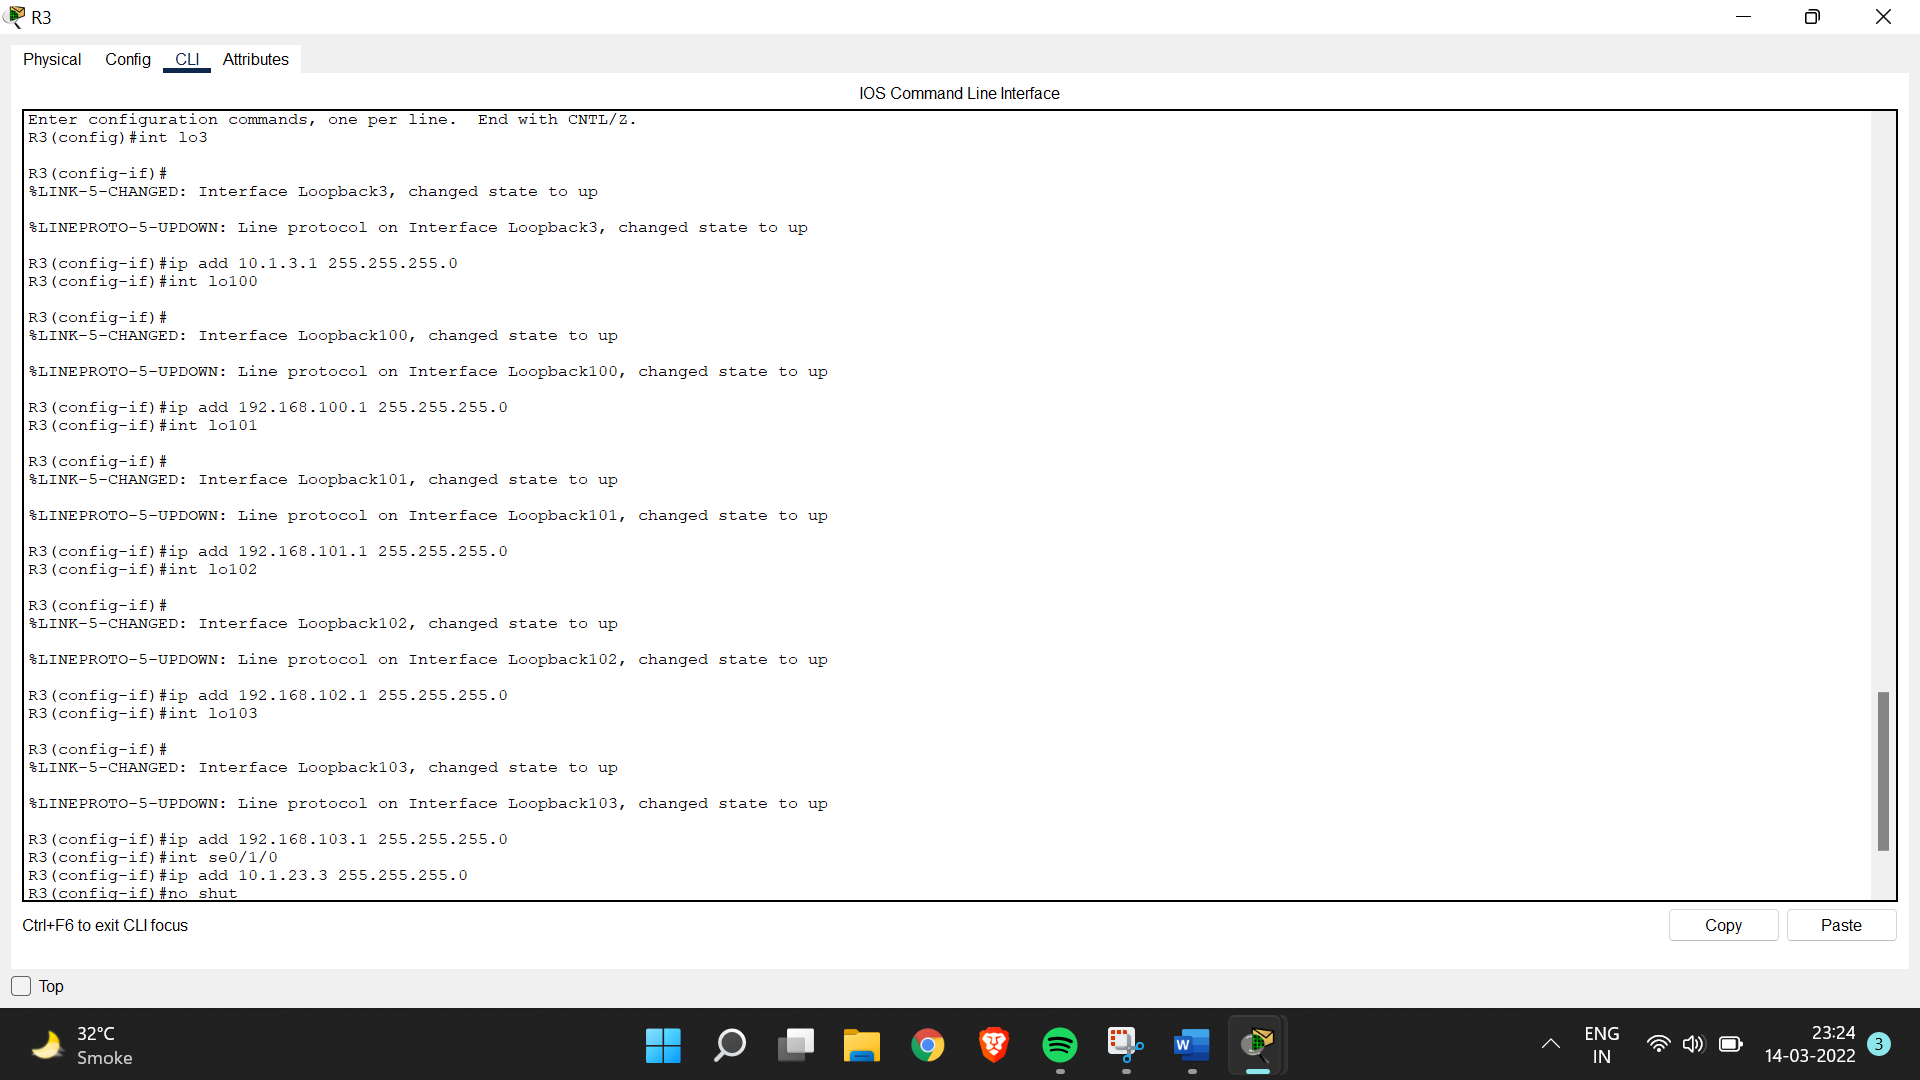 R3
Physical Config CLI Attributes
IOS Command Line Interface
Enter configuration commands, one per line.  End with CNTL/Z.
R3(config)#int lo3
R3(config-if)#
%LINK-5-CHANGED: Interface Loopback3, changed state to up
%LINEPROTO-5-UPDOWN: Line protocol on Interface Loopback3, changed state to up
R3(config-if)#ip add 10.1.3.1 255.255.255.0
R3(config-if)#int lo100
R3(config-if)#
%LINK-5-CHANGED: Interface Loopback100, changed state to up
%LINEPROTO-5-UPDOWN: Line protocol on Interface Loopback100, changed state to up
R3(config-if)#ip add 192.168.100.1 255.255.255.0
R3(config-if)#int lo101
R3(config-if)#
%LINK-5-CHANGED: Interface Loopback101, changed state to up
%LINEPROTO-5-UPDOWN: Line protocol on Interface Loopback101, changed state to up
R3(config-if)#ip add 192.168.101.1 255.255.255.0
R3(config-if)#int lo102
R3(config-if)#
%LINK-5-CHANGED: Interface Loopback102, changed state to up
%LINEPROTO-5-UPDOWN: Line protocol on Interface Loopback102, changed state to up
R3(config-if)#ip add 192.168.102.1 255.255.255.0
R3(config-if)#int lo103
R3(config-if)#
%LINK-5-CHANGED: Interface Loopback103, changed state to up
%LINEPROTO-5-UPDOWN: Line protocol on Interface Loopback103, changed state to up
R3(config-if)#ip add 192.168.103.1 255.255.255.0
R3(config-if)#int se0/1/0
R3(config-if)#ip add 10.1.23.3 255.255.255.0
R3(config-if)#no shut
Ctrl+F6 to exit CLI focus
Copy Paste
Top
32°C
Smoke
W
ENG
IN
23:24
14-03-2022
3